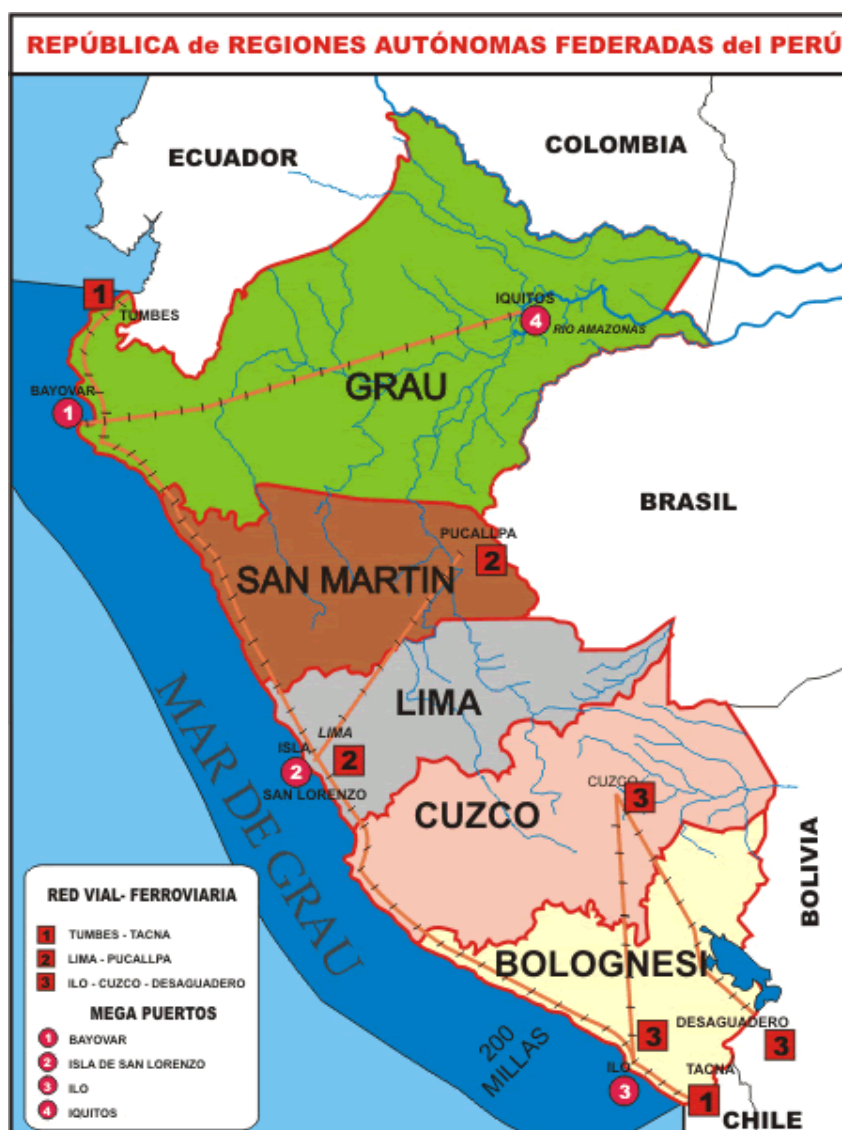 REPÚBLICA de REGIONES AUTÓNOMAS FEDERADAS del PERÚ
ECUADOR
COLOMBIA
1
TUMBES
IQUITOS
4
RIO AMAZONAS
BAYOVAR
1
GRAU
BRASIL
PUCALLPA
2
SAN MARTIN
LIMA
LIMA
ISLA
2
2
SAN LORENZO
CUZCO
3
CUZCO
MAR DE GRAU
BOLIVIA
BOLOGNESI
200
MILLAS
DESAGUADERO
3
3
ILO
3
TACNA
1
CHILE
RED VIAL- FERROVIARIA
1 TUMBES - TACNA
2 LIMA - PUCALLPA
3 ILO - CUZCO - DESAGUADERO
MEGA PUERTOS
1 BAYOVAR
2 ISLA DE SAN LORENZO
3 ILO
4 IQUITOS